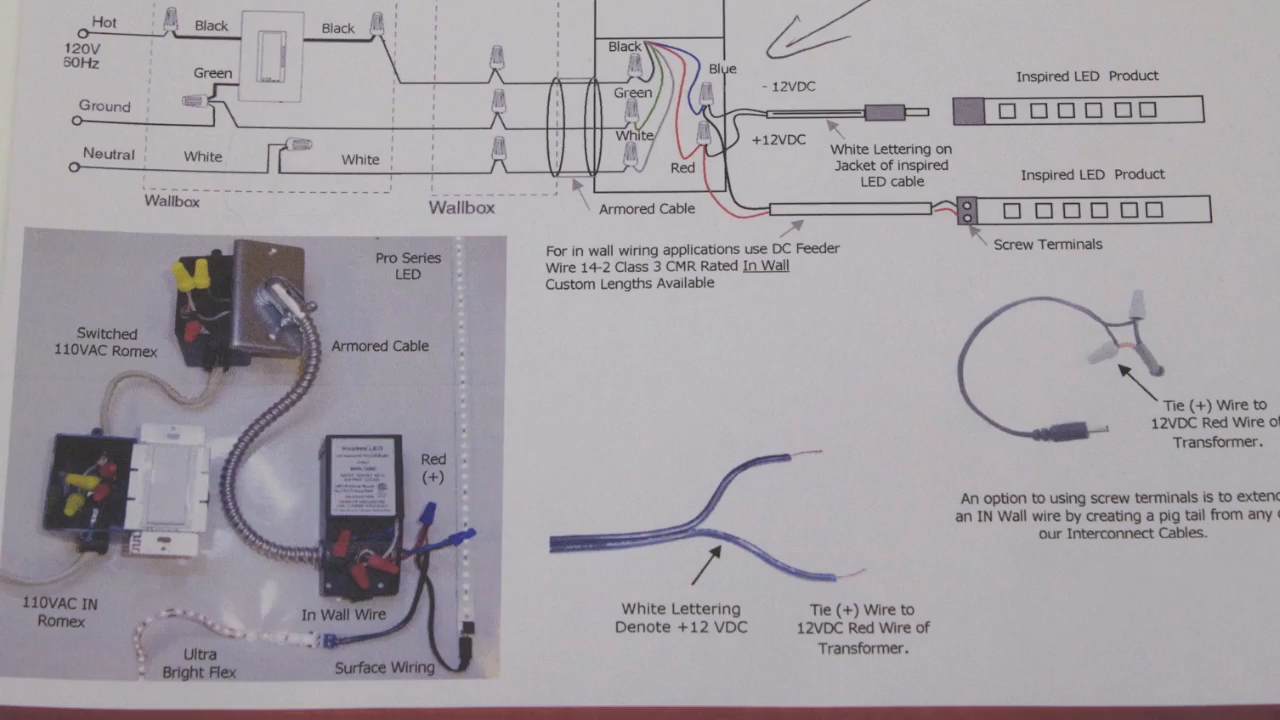 Hot
Black
Black
120V
60Hz
Green
Ground
Neutral
White
White
Wallbox
Wallbox
Black
Green
White
Blue
Red
- 12VDC
+12VDC
Armored Cable
White Lettering on
Jacket of inspired
LED cable
Inspired LED Product
Inspired LED Product
Screw Terminals
For in wall wiring applications use DC Feeder
Wire 14-2 Class 3 CMR Rated In Wall
Custom Lengths Available
Pro Series
LED
Switched
110VAC Romex
Armored Cable
Red
(+)
110VAC IN
Romex
In Wall Wire
Ultra
Bright Flex
Surface Wiring
White Lettering
Denote +12 VDC
Tie (+) Wire to
12VDC Red Wire of
Transformer.
Tie (+) Wire to
12VDC Red Wire of
Transformer.
An option to using screw terminals is to extend
an IN Wall wire by creating a pig tail from any
our Interconnect Cables.